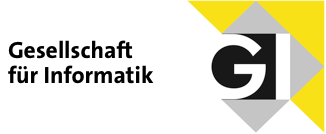 Gesellschaft
für Informatik
GI